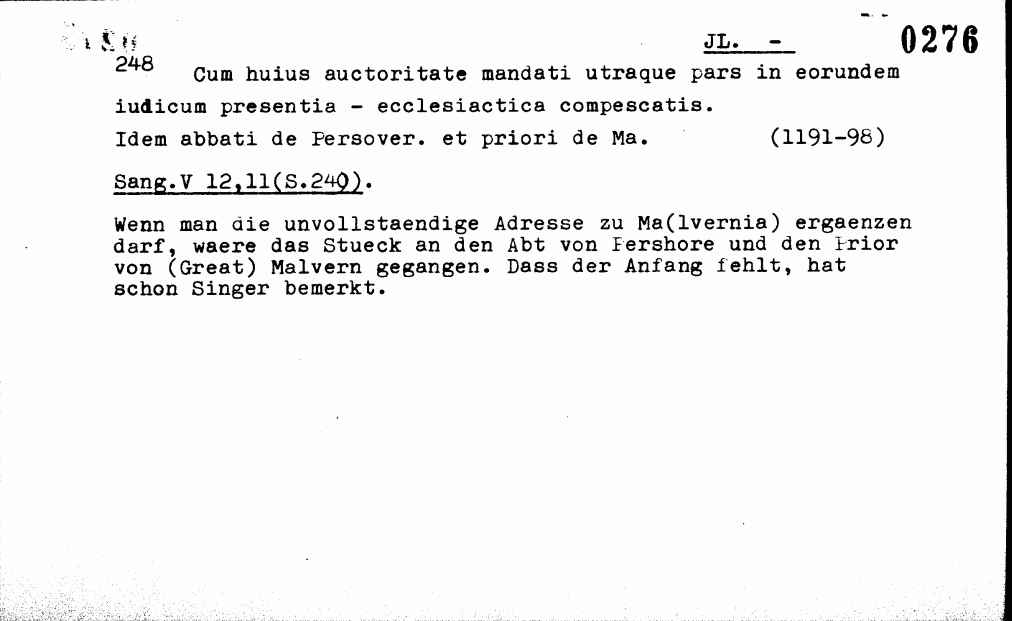 JL. - 0276
248 Cum huius auctoritate mandati utraque pars in eorundem
iudicum presentia - ecclesiactica compescatis.
Idem abbati de Persover. et priori de Ma. (1191-98)
Sang.V 12,11(S.240).
Wenn man die unvollstaendige Adresse zu Ma(lvernia) ergaenzen
darf, waere das Stueck an den Abt von Pershore und den Prior
von (Great) Malvern gegangen. Dass der Anfang fehlt, hat
schon Singer bemerkt.